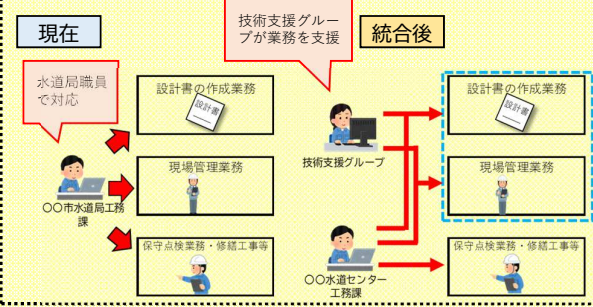 現在
技術支援グルー
プが業務を支援
統合後
水道局職員
で対応
設計書の作成業務
設計書
現場管理業務
〇〇市水道局工務
課
保守点検業務・修繕工事等
技術支援グループ
〇〇水道センター
工務課
設計書の作成業務
設計書
現場管理業務
保守点検業務・修繕工事等